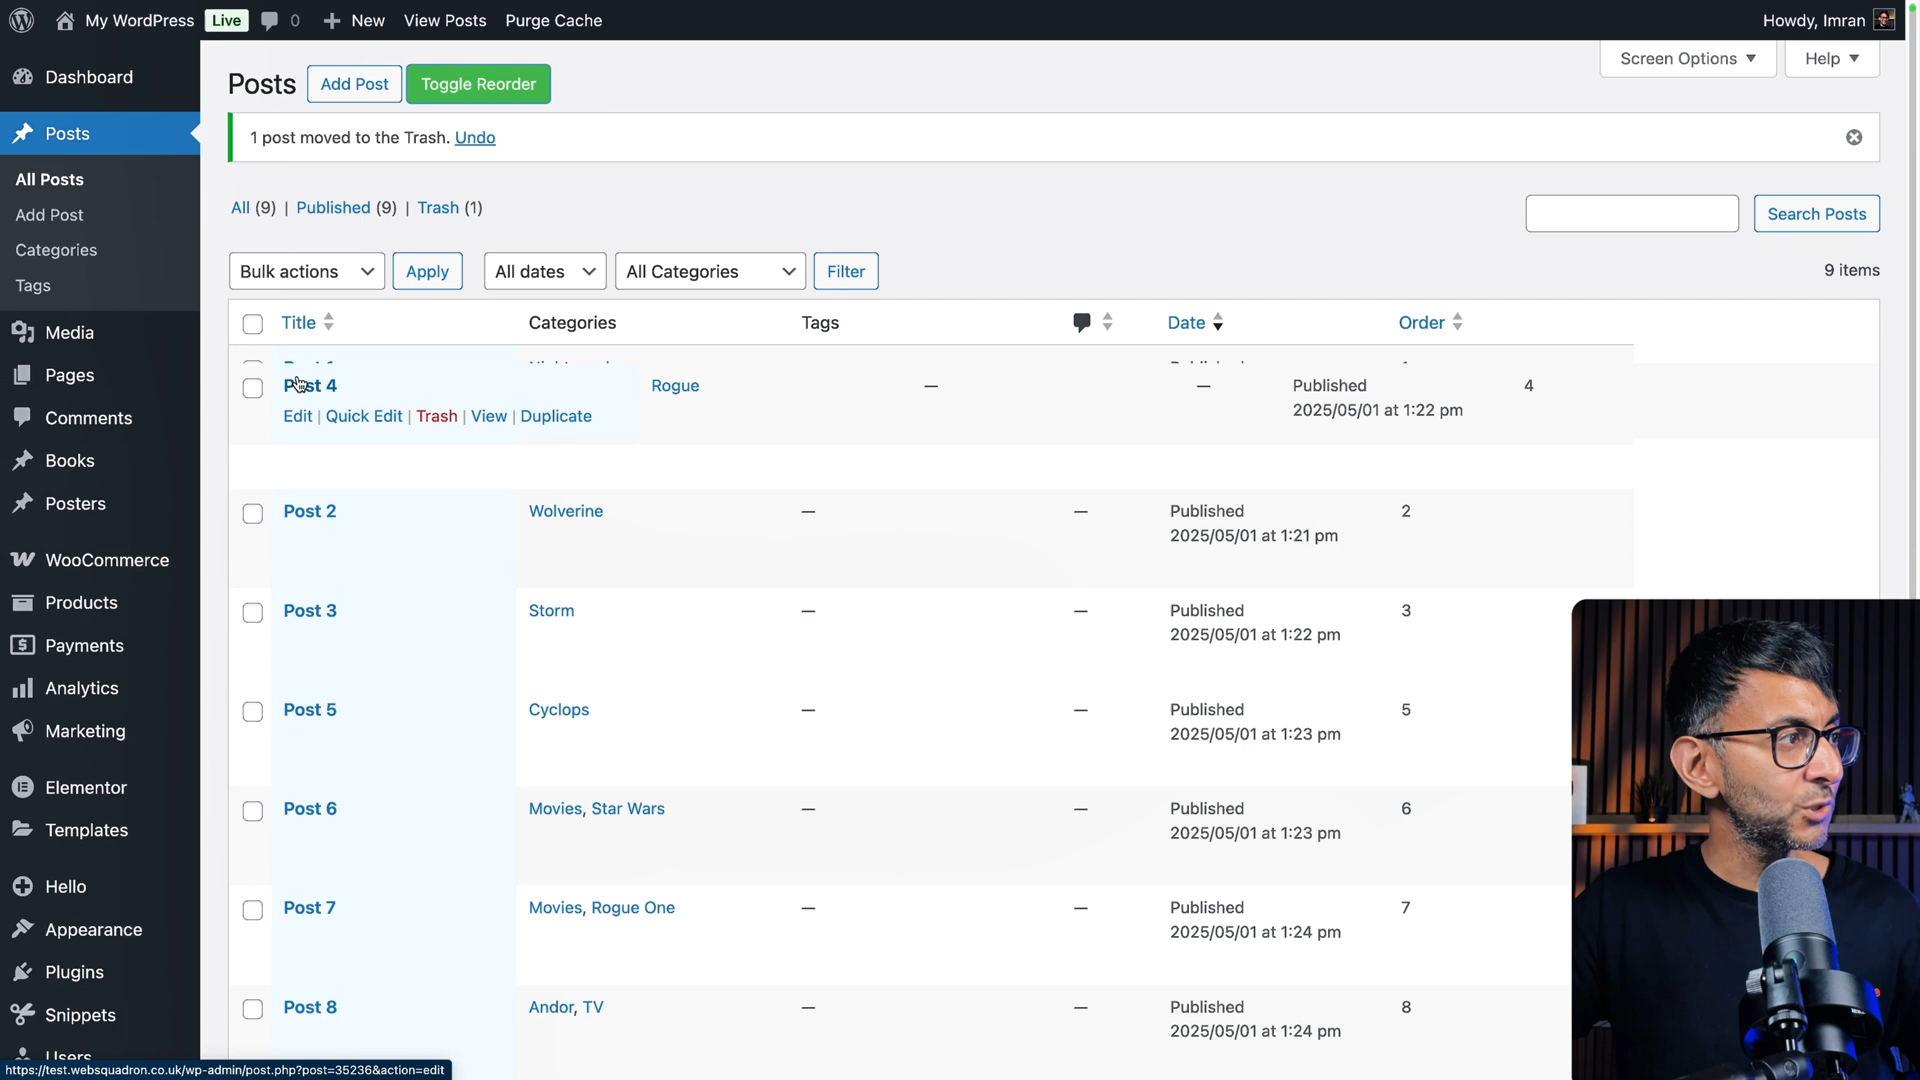 My WordPress Live 0 New View Posts Purge Cache Howdy, Imran
Dashboard
Posts
All Posts
Add Post
Categories
Tags
Media
Pages
Comments
Books
Posters
WooCommerce
Products
Payments
Analytics
Marketing
Elementor
Templates
Hello
Appearance
Plugins
Snippets
Users
Screen Options Help
Posts Add Post Toggle Reorder
1 post moved to the Trash. Undo
All (9) | Published (9) | Trash (1)
Search Posts
Bulk actions Apply All dates All Categories Filter 9 items
Title Categories Tags Date Order
Post 4 Rogue — — Published 4
2025/05/01 at 1:22 pm
Edit | Quick Edit | Trash | View | Duplicate
Post 2 Wolverine — — Published 2
2025/05/01 at 1:21 pm
Post 3 Storm — — Published 3
2025/05/01 at 1:22 pm
Post 5 Cyclops — — Published 5
2025/05/01 at 1:23 pm
Post 6 Movies, Star Wars — — Published 6
2025/05/01 at 1:23 pm
Post 7 Movies, Rogue One — — Published 7
2025/05/01 at 1:24 pm
Post 8 Andor, TV — — Published 8
2025/05/01 at 1:24 pm
https://test.websquadron.co.uk/wp-admin/post.php?post=35236&action=edit